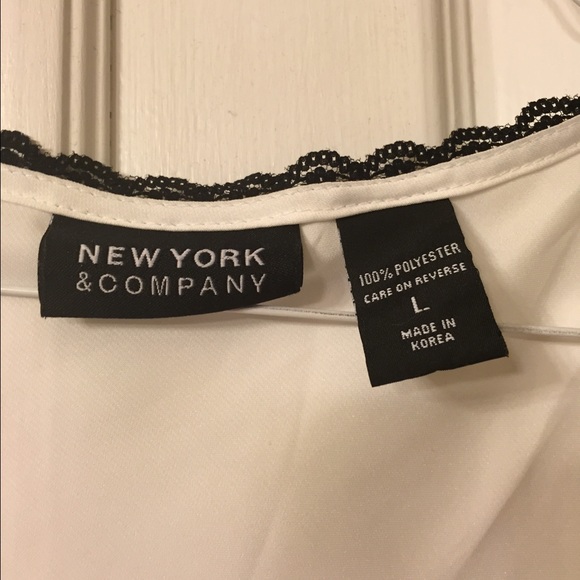 NEW YORK
& COMPANY
100% POLYESTER
CARE ON REVERSE
L
MADE IN
KOREA